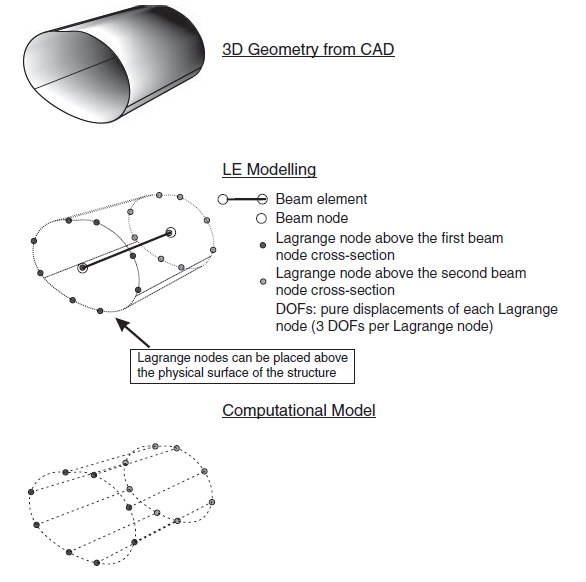 3D Geometry from CAD
LE Modelling
Beam element
Beam node
Lagrange node above the first beam
node cross-section
Lagrange node above the second beam
node cross-section
DOFs: pure displacements of each Lagrange
node (3 DOFs per Lagrange node)
Lagrange nodes can be placed above
the physical surface of the structure
Computational Model